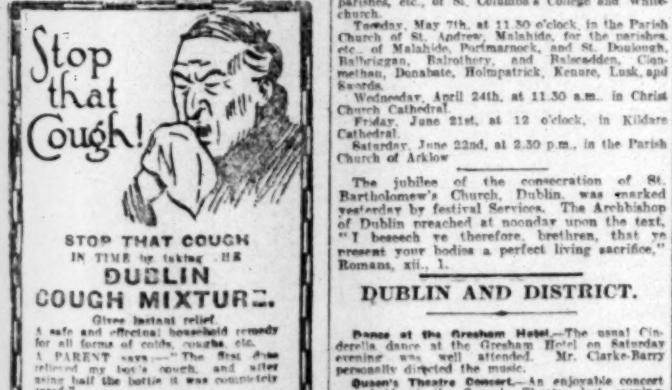 Stop
that
Cough!
STOP THAT COUGH
IN TIME by taking HE
DUBLIN
COUGH MIXTURE.
Gives instant relief.
A safe and effectual household remedy
for all forms of colds, coughs, etc.
A PARENT says:—"The first dose
relieved my boy's cough, and after
using half the bottle it was completely
parishes, etc., of St. Columba's College and White-
church.
Tuesday, May 7th, at 11.30 o'clock, in the Parish
Church of St. Andrew, Malahide, for the parishes,
etc., of Malahide, Portmarnock, and St. Doulough,
Balbriggan, Balrothery, and Balscadden, Clon-
methan, Donabate, Holmpatrick, Kenure, Lusk, and
Swords.
Wednesday, April 24th, at 11.30 a.m., in Christ
Church Cathedral.
Friday, June 21st, at 12 o'clock, in Kildare
Cathedral.
Saturday, June 22nd, at 2.30 p.m., in the Parish
Church of Arklow
The jubilee of the consecration of St.
Bartholomew's Church, Dublin, was marked
yesterday by festival Services. The Archbishop
of Dublin preached at noonday upon the text,
"I beseech ye therefore, brethren, that ye
present your bodies a perfect living sacrifice,"
Romans, xii., 1.
DUBLIN AND DISTRICT.
Dance at the Gresham Hotel.—The usual Cin-
derella dance at the Gresham Hotel on Saturday
evening was well attended. Mr. Clarke-Barry
personally directed the music.
Queen's Theatre Concert.—An enjoyable concert